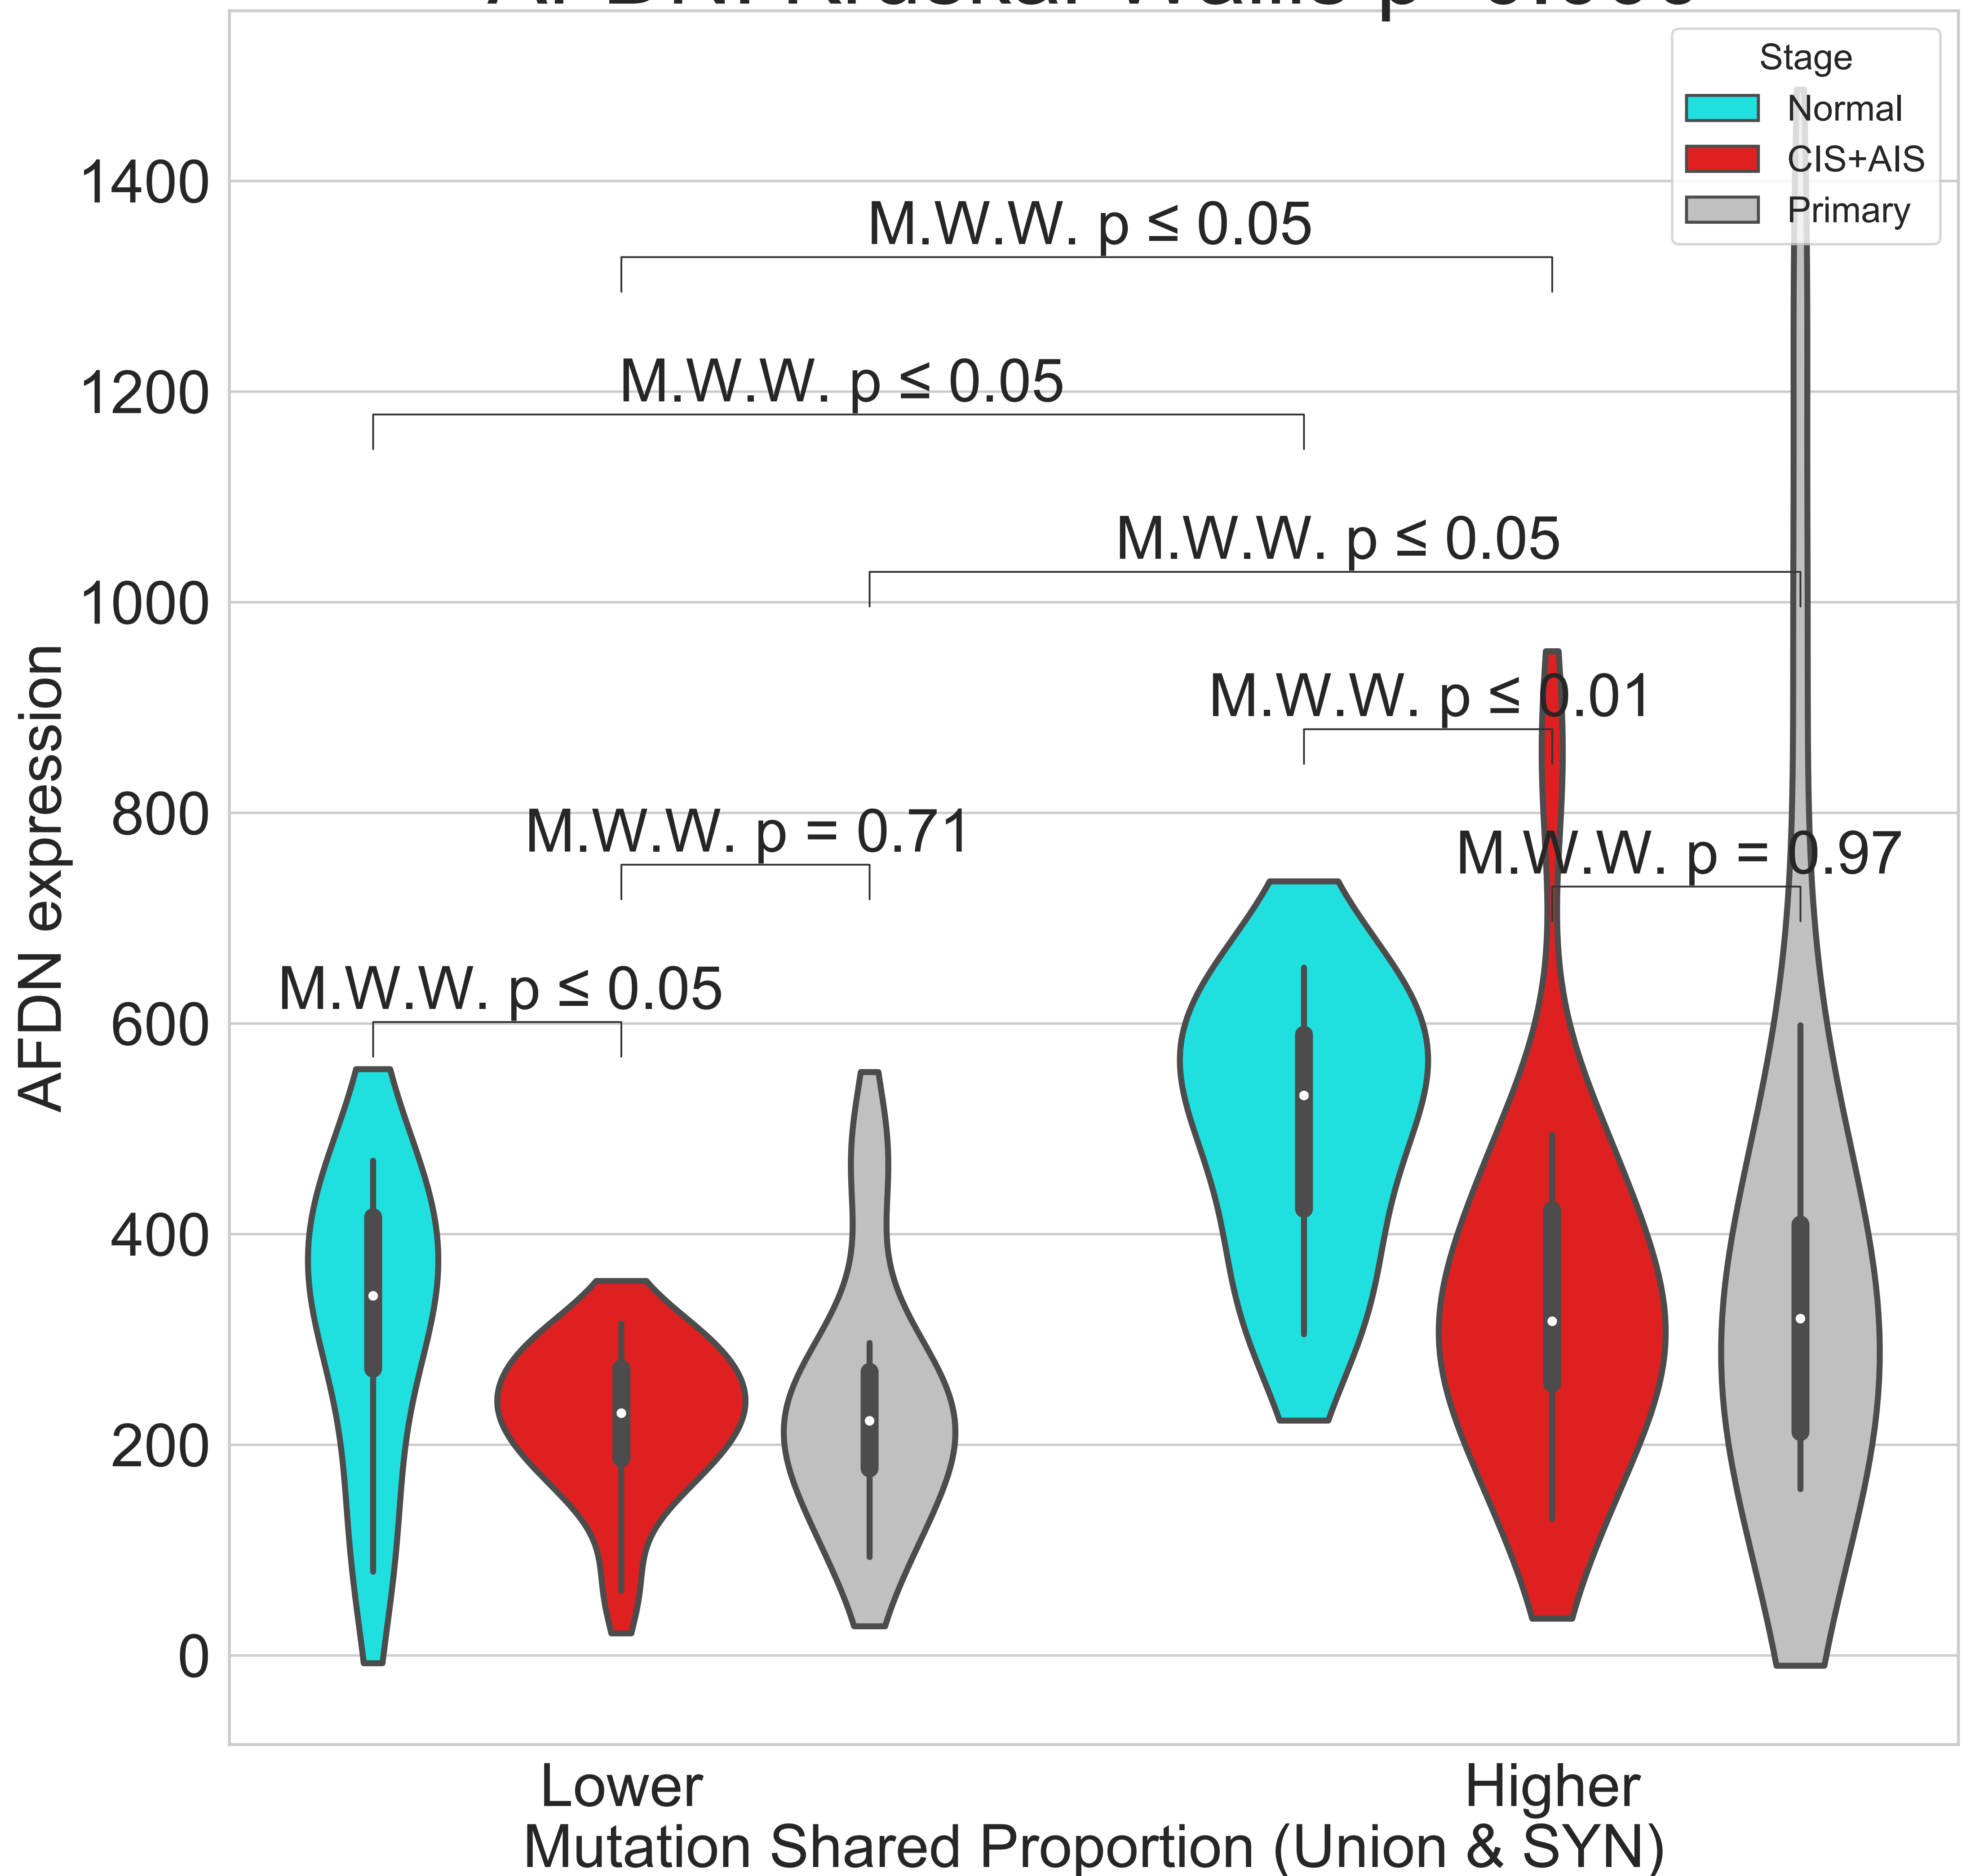 Stage
Normal
CIS+AIS
Primary
1400
1200
1000
800
600
400
200
0
AFDN expression
M.W.W. p ≤ 0.05
M.W.W. p ≤ 0.05
M.W.W. p ≤ 0.05
M.W.W. p ≤ 0.01
M.W.W. p = 0.71
M.W.W. p = 0.97
M.W.W. p ≤ 0.05
Lower
Higher
Mutation Shared Proportion (Union & SYN)